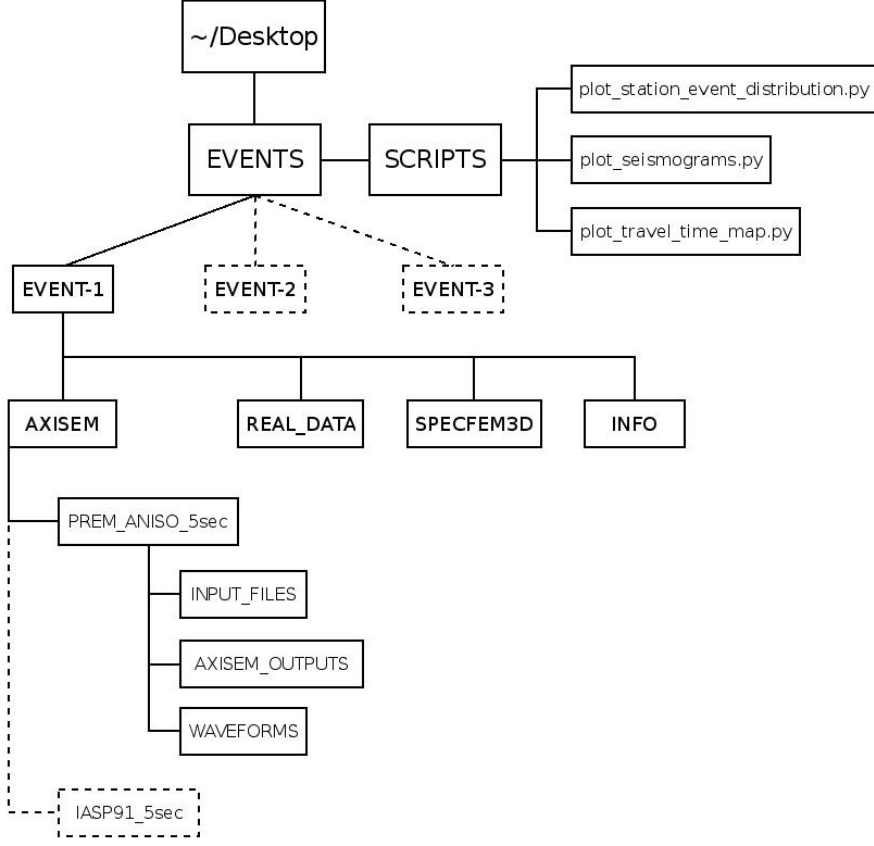 ~/Desktop
plot_station_event_distribution.py
EVENTS
SCRIPTS
plot_seismograms.py
plot_travel_time_map.py
EVENT-1
EVENT-2
EVENT-3
AXISEM
REAL_DATA
SPECFEM3D
INFO
PREM_ANISO_5sec
INPUT_FILES
AXISEM_OUTPUTS
WAVEFORMS
IASP91_5sec